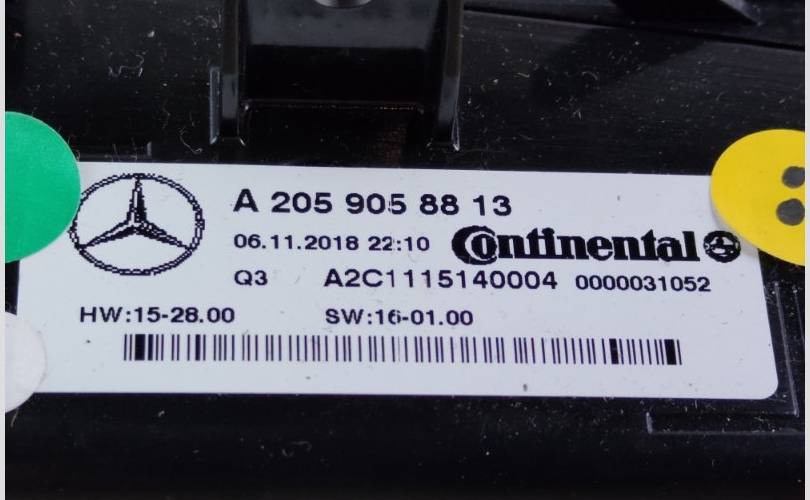 A 205 905 88 13
06.11.2018 22:10 Continental
Q3 A2C1115140004 0000031052
HW:15-28.00 SW:16-01.00